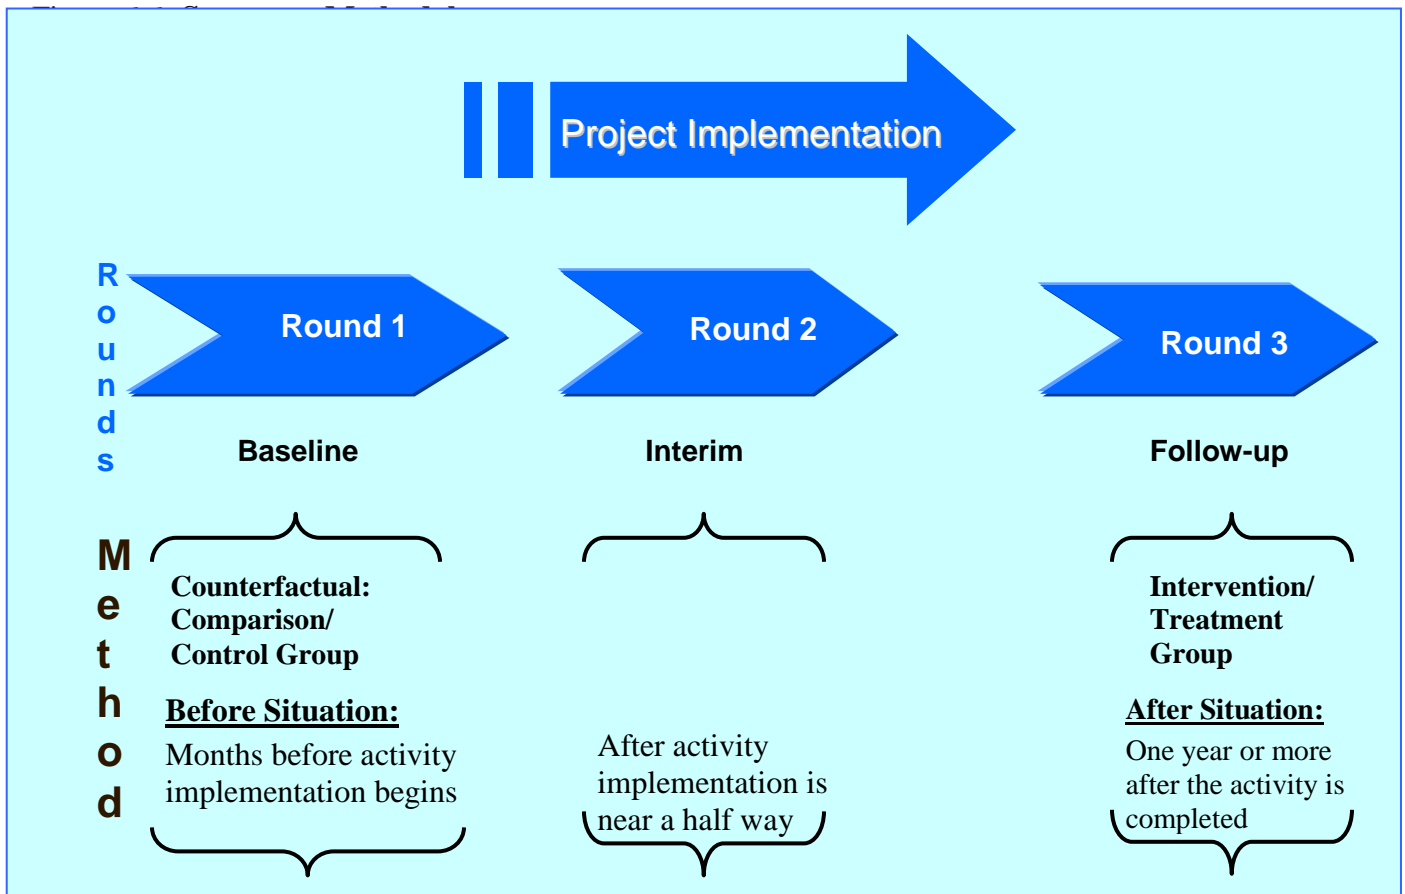 Project Implementation
Rounds
Round 1
Round 2
Round 3
Baseline
Interim
Follow-up
Method
Counterfactual:
Comparison/
Control Group
Before Situation:
Months before activity
implementation begins
After activity
implementation is
near a half way
Intervention/
Treatment
Group
After Situation:
One year or more
after the activity is
completed